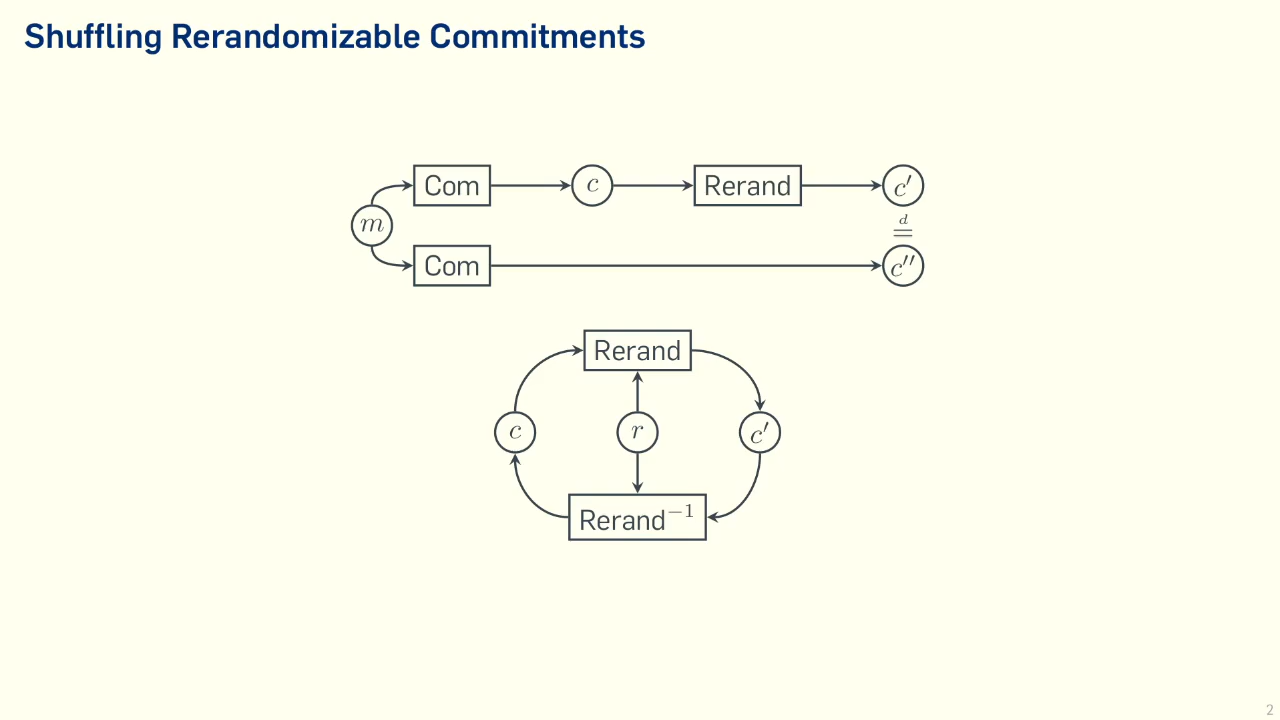 Shuffling Rerandomizable Commitments
Com c Rerand c′
m d
=
Com c″
Rerand
c r c′
Rerand⁻¹
2